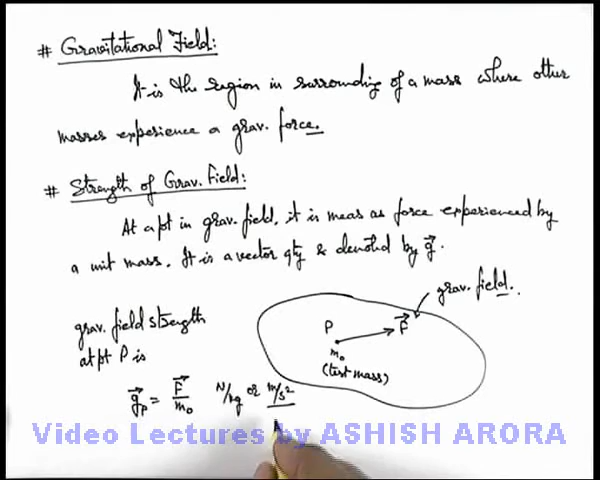 # Gravitational Field:
It is the region in surrounding of a mass where other
masses experience a grav. force.
# Strength of Grav. Field:
At a pt in grav. field, it is meas as force experienced by
a unit mass. It is a vector qty & denoted by g⃗.
grav. field.
grav. field strength
at pt P is
P
F⃗
m₀
(test mass)
g⃗ₚ = F⃗/m₀ N/kg or m/s²
Video Lectures by ASHISH ARORA